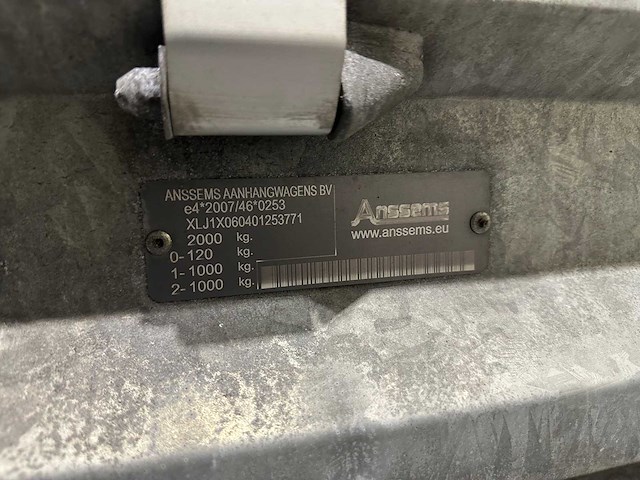 ANSSEMS AANHANGWAGENS BV
e4*2007/46*0253
XLJ1X060401253771
2000 kg.
0- 120 kg.
1- 1000 kg.
2- 1000 kg.
Anssems
www.anssems.eu